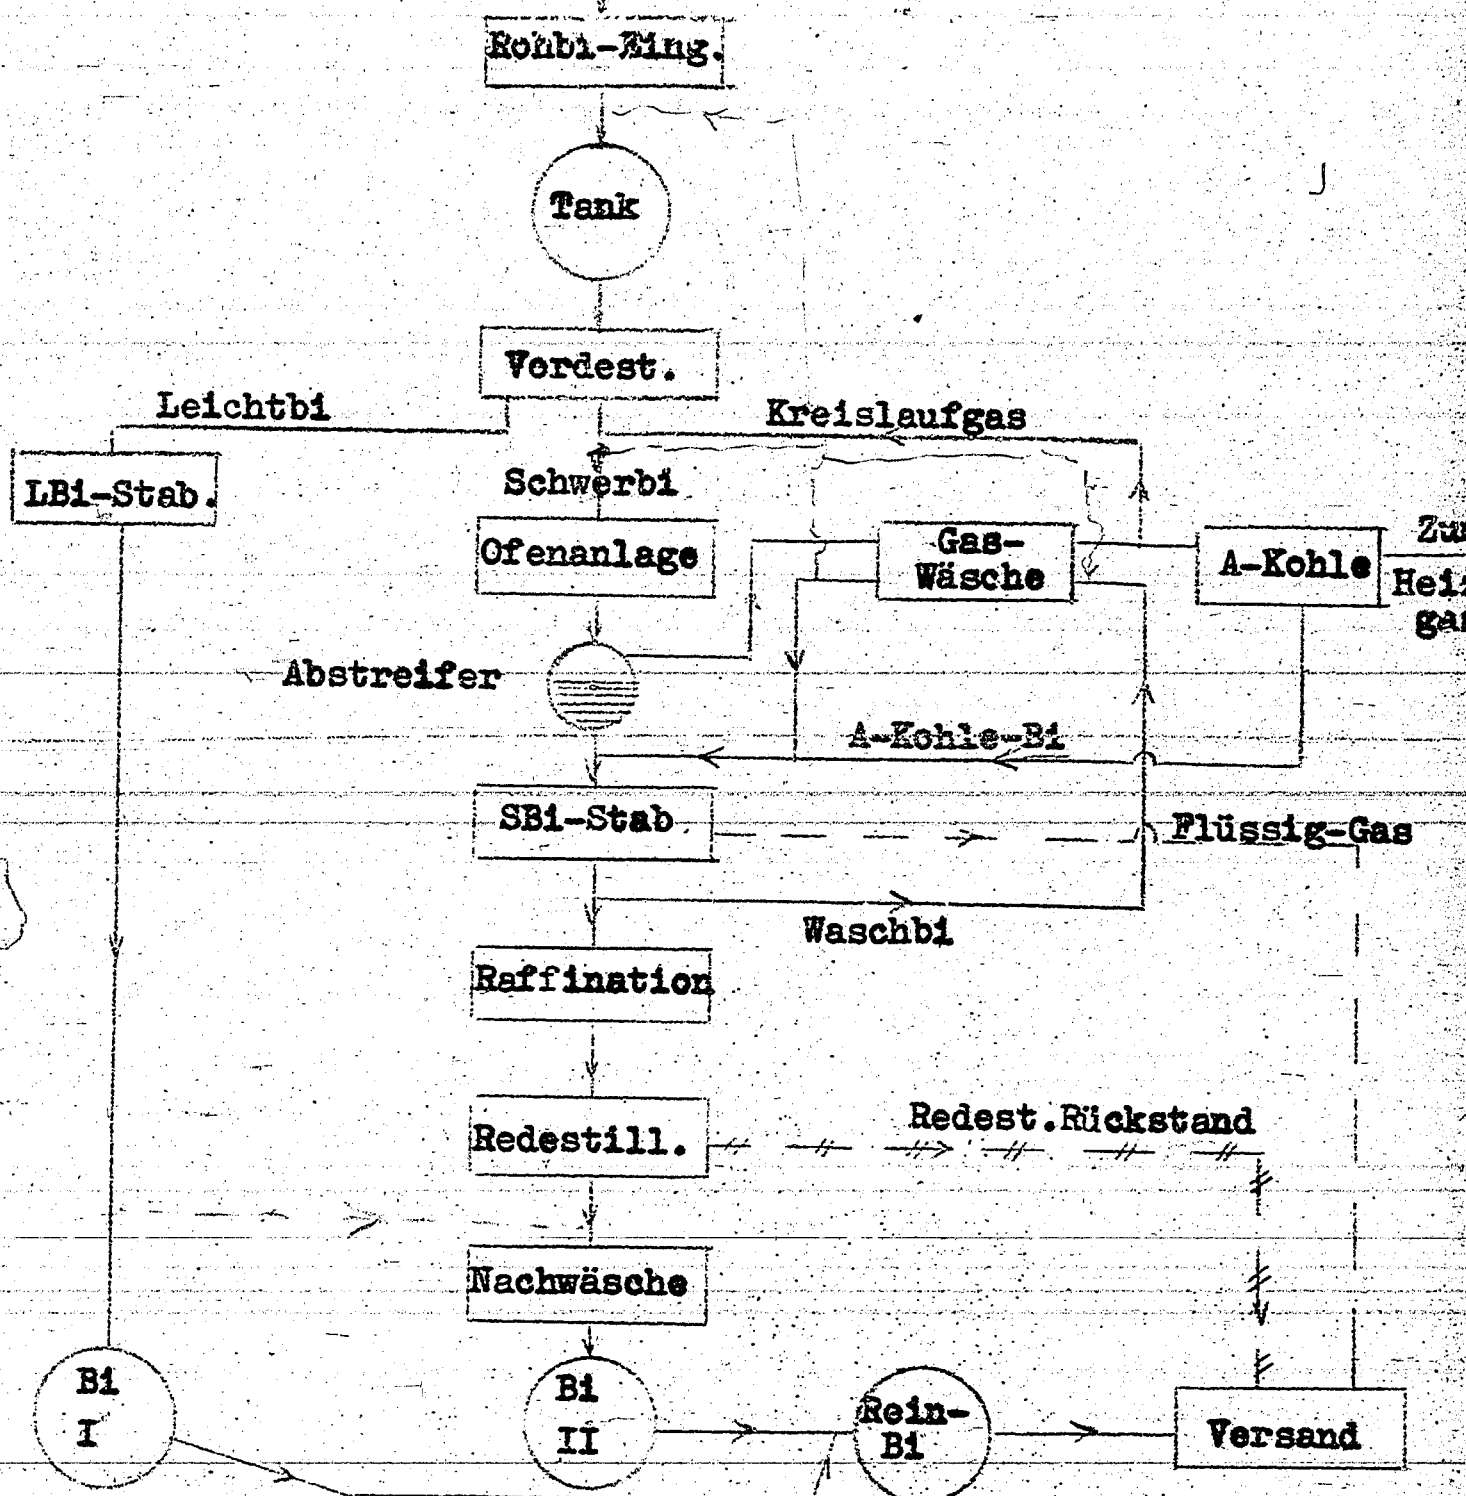 Rohbi-Eing.
Tank
Vordest.
Leichtbi
Kreislaufgas
LBi-Stab.
Schwerbi
Ofenanlage
Gas-
Wäsche
A-Kohle
Abstreifer
A-Kohle-Bi
SBi-Stab.
Flüssig-Gas
Waschbi
Raffination
Redest.Rückstand
Redestill.
Nachwäsche
Bi
I
Bi
II
Rein-
Bi
Versand